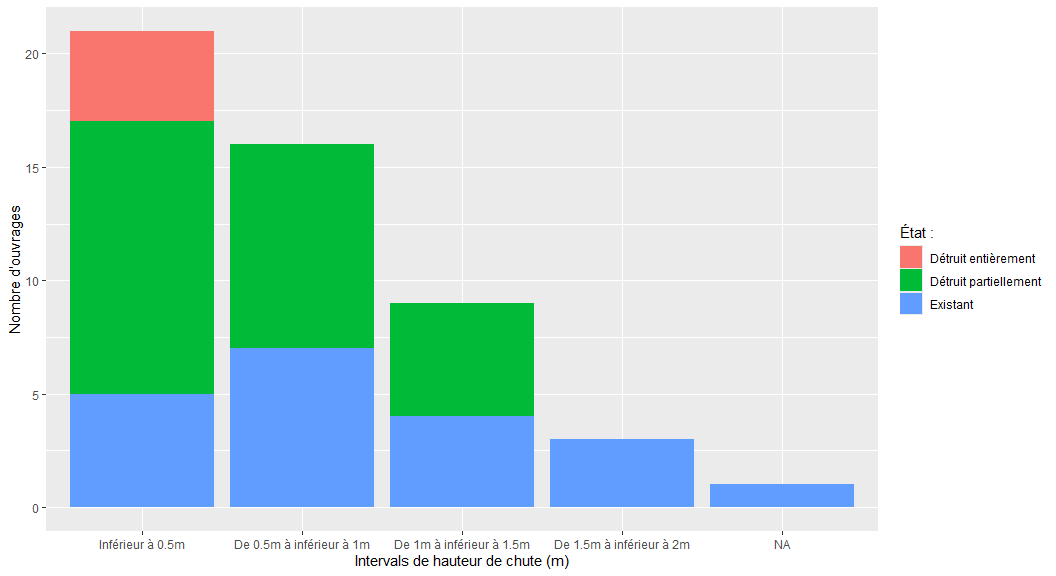 Nombre d'ouvrages
20
15
10
5
0
Inférieur à 0.5m
De 0.5m à inférieur à 1m
De 1m à inférieur à 1.5m
De 1.5m à inférieur à 2m
NA
Intervals de hauteur de chute (m)
État :
Détruit entièrement
Détruit partiellement
Existant